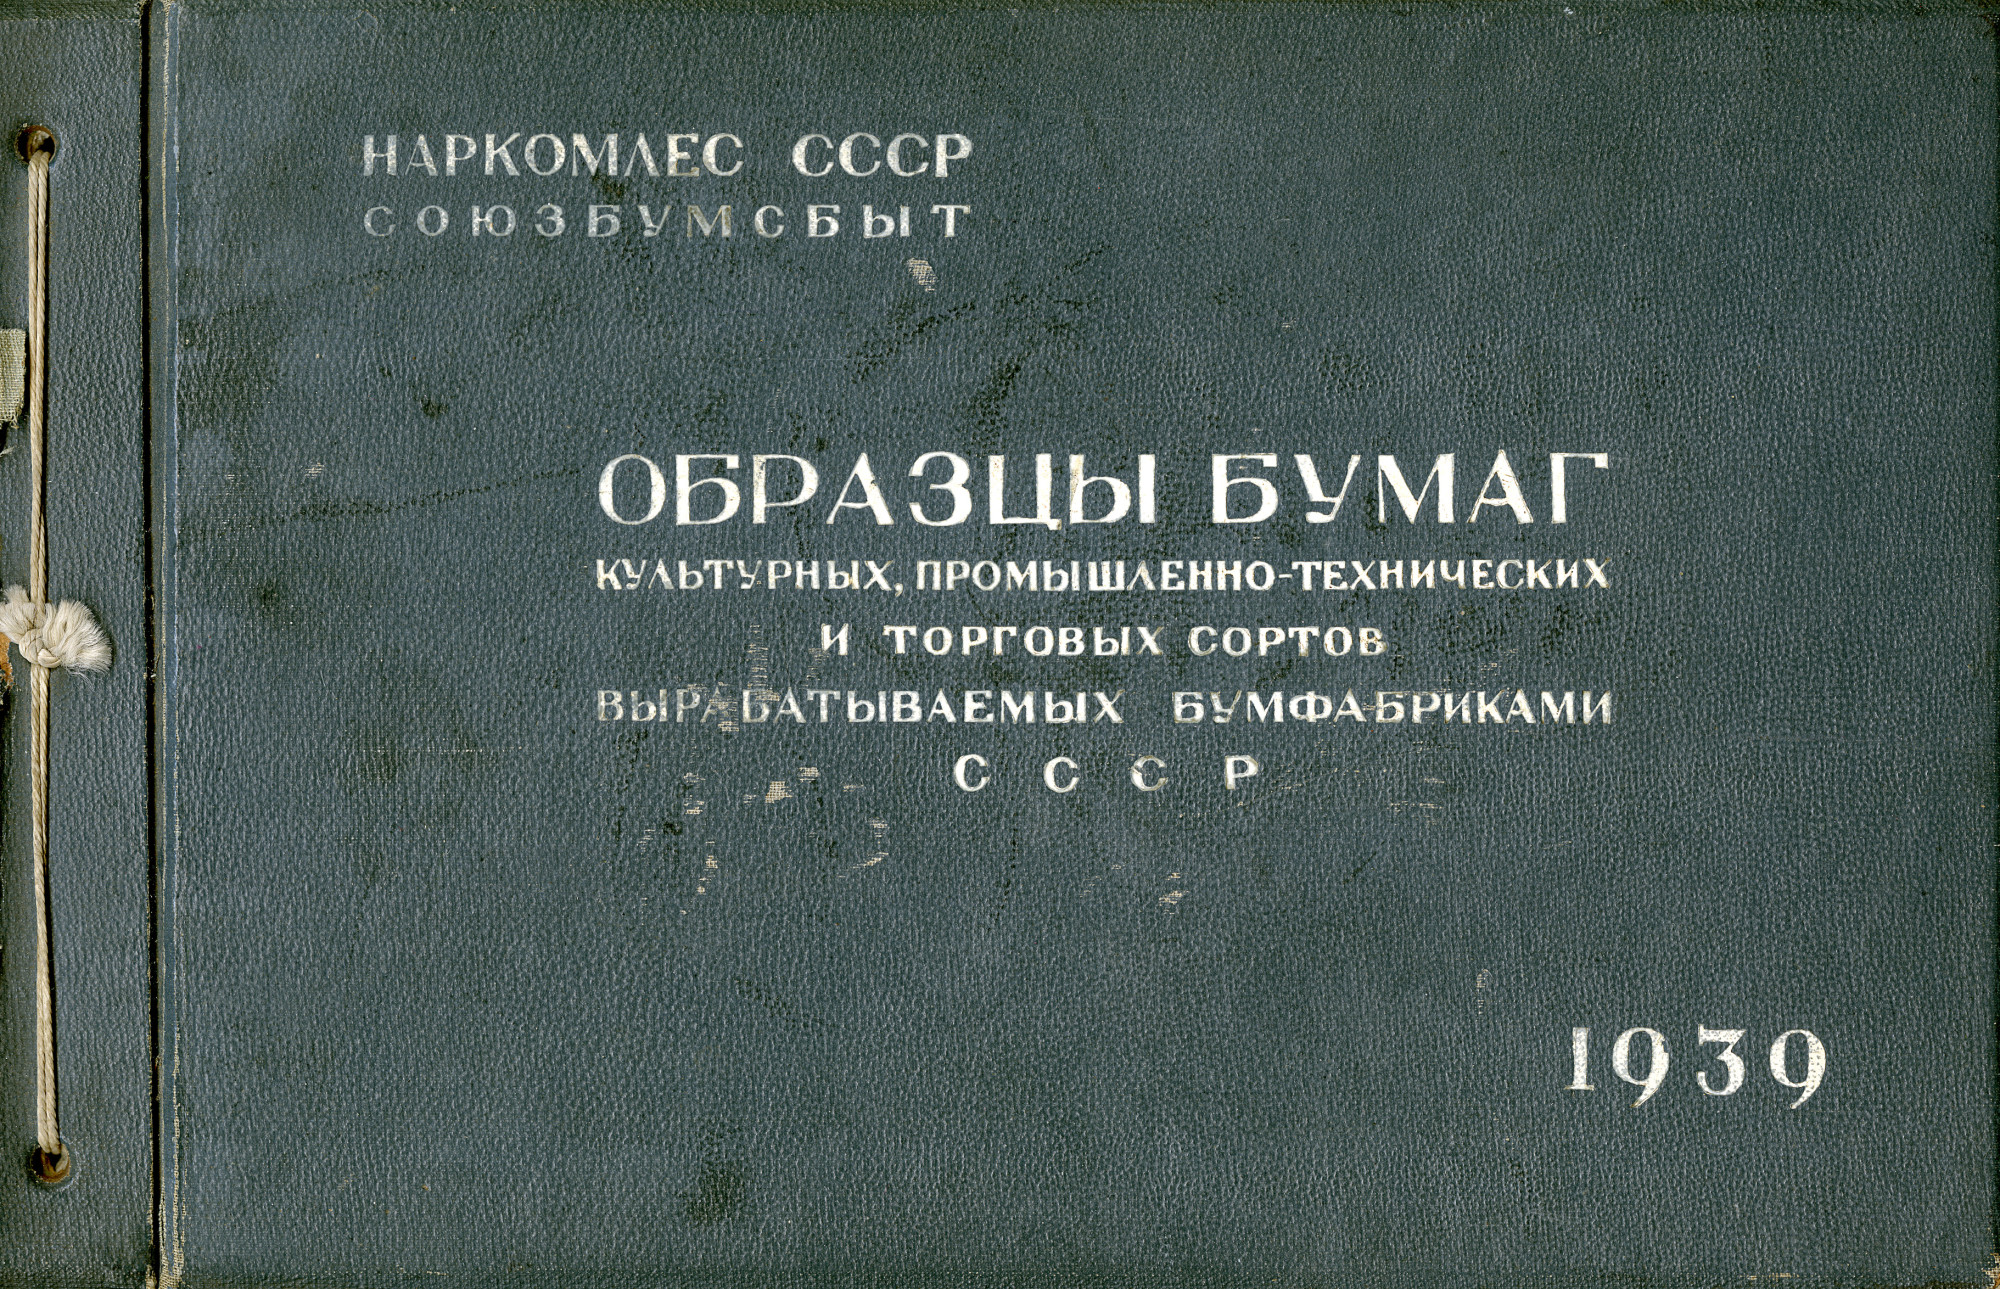 НАРКОМЛЕС СССР
СОЮЗБУМСБЫТ
ОБРАЗЦЫ БУМАГ
КУЛЬТУРНЫХ, ПРОМЫШЛЕННО-ТЕХНИЧЕСКИХ
И ТОРГОВЫХ СОРТОВ
ВЫРАБАТЫВАЕМЫХ БУМФАБРИКАМИ
СССР
1939